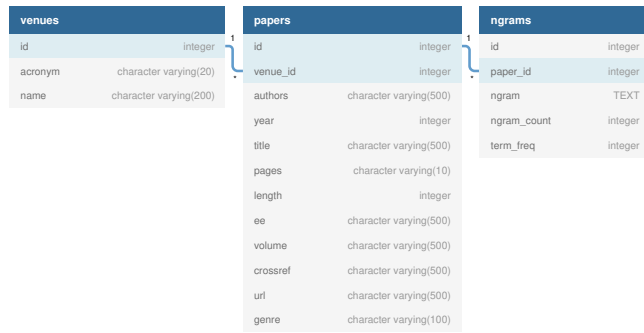 venues
id integer
acronym character varying(20)
name character varying(200)
1
*
papers
id integer
venue_id integer
authors character varying(500)
year integer
title character varying(500)
pages character varying(10)
length integer
ee character varying(500)
volume character varying(500)
crossref character varying(500)
url character varying(500)
genre character varying(100)
1
*
ngrams
id integer
paper_id integer
ngram TEXT
ngram_count integer
term_freq integer